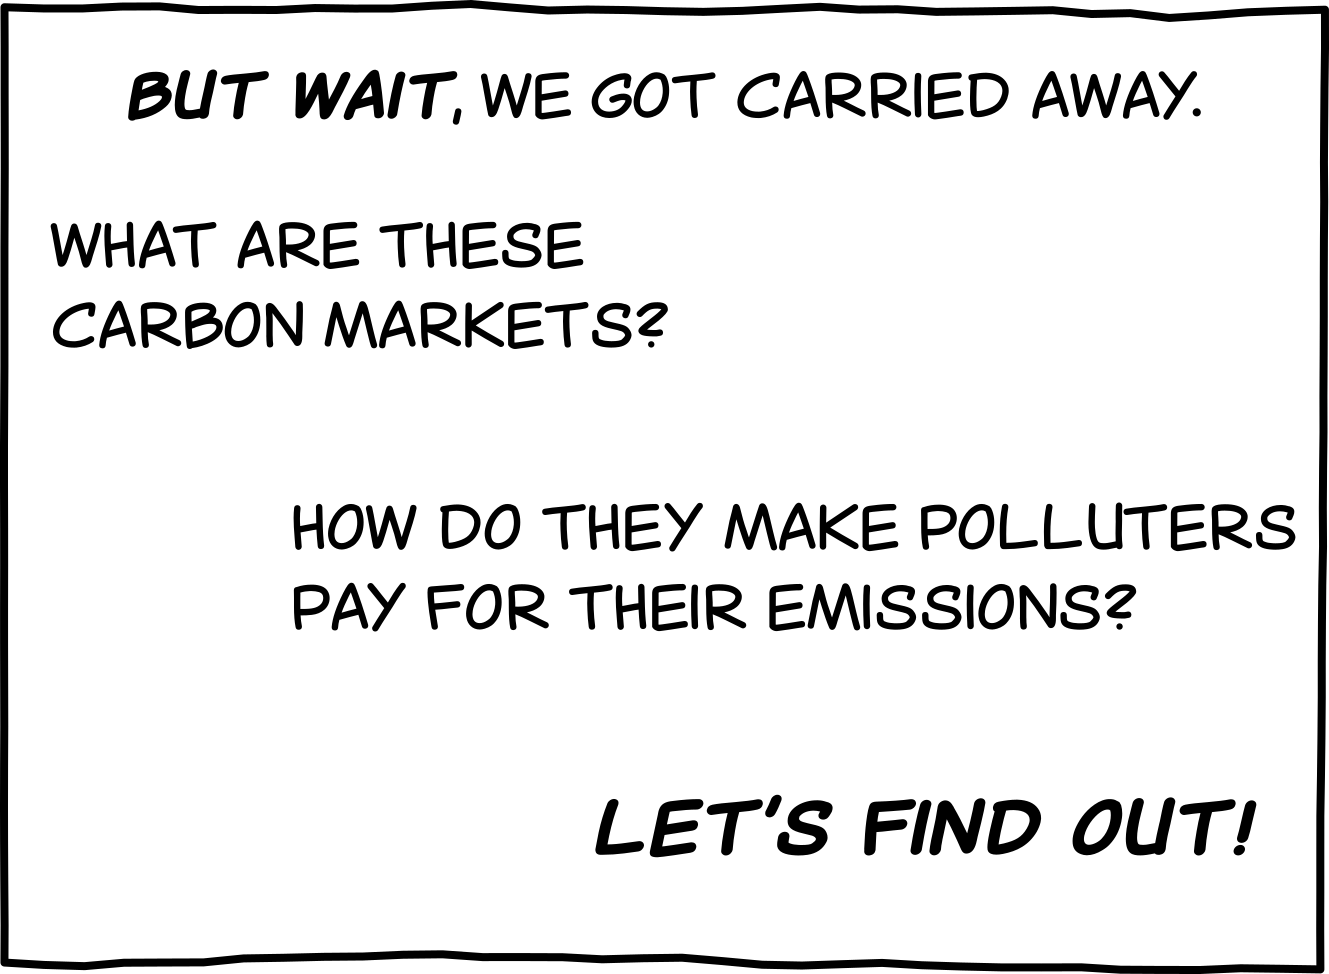 BUT WAIT, WE GOT CARRIED AWAY.
WHAT ARE THESE
CARBON MARKETS?
HOW DO THEY MAKE POLLUTERS
PAY FOR THEIR EMISSIONS?
LET'S FIND OUT!